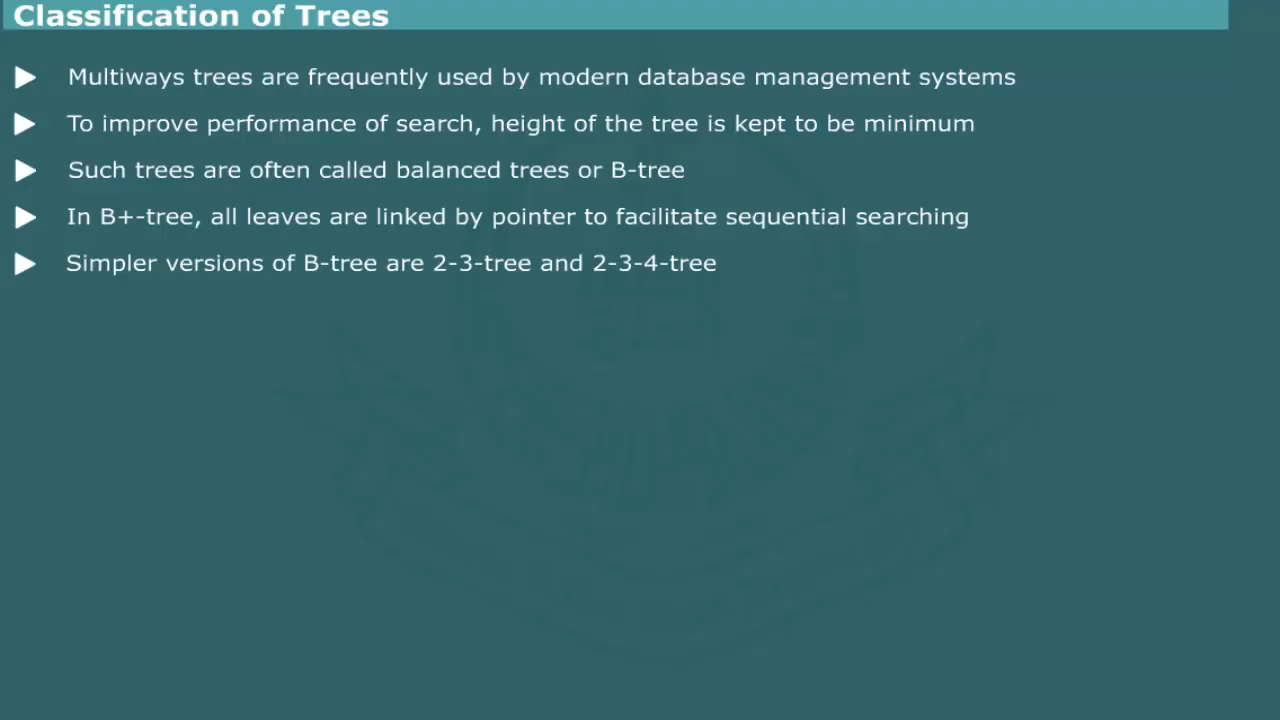 Classification of Trees
Multiways trees are frequently used by modern database management systems
To improve performance of search, height of the tree is kept to be minimum
Such trees are often called balanced trees or B-tree
In B+-tree, all leaves are linked by pointer to facilitate sequential searching
Simpler versions of B-tree are 2-3-tree and 2-3-4-tree